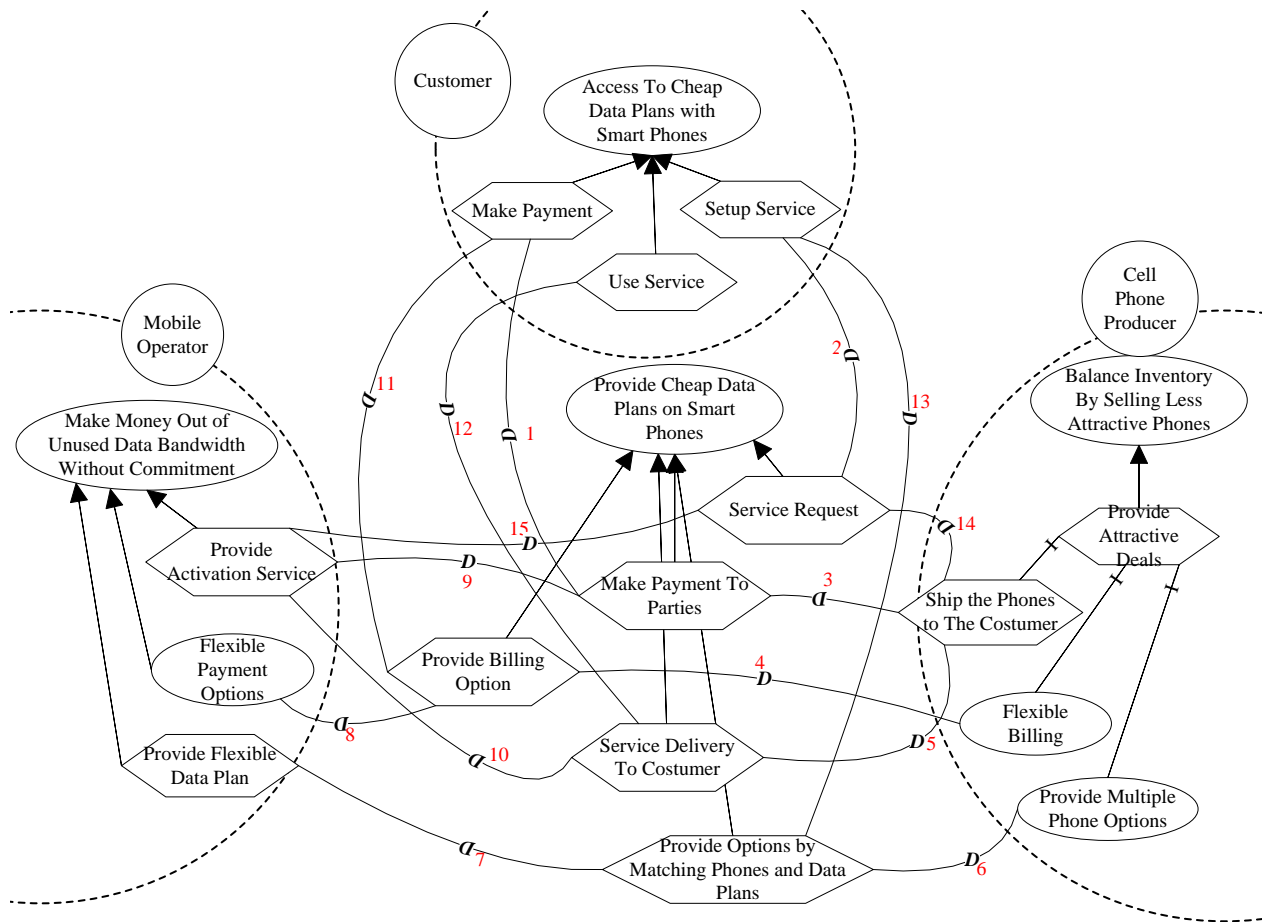 Customer
Access To Cheap
Data Plans with
Smart Phones
Make Payment
Setup Service
Use Service
Mobile
Operator
Cell
Phone
Producer
2
11
13
12
1
Provide Cheap Data
Plans on Smart
Phones
Balance Inventory
By Selling Less
Attractive Phones
Make Money Out of
Unused Data Bandwidth
Without Commitment
D
D
D
D
D
Service Request
Provide
Attractive
Deals
15
D
14
D
Provide
Activation Service
D
9
Make Payment To
Parties
3
D
Ship the Phones
to The Costumer
Flexible
Payment
Options
Provide Billing
Option
4
D
Flexible
Billing
D
8
Provide Flexible
Data Plan
10
D
Service Delivery
To Costumer
D
5
Provide Multiple
Phone Options
D
7
Provide Options by
Matching Phones and Data
Plans
D
6